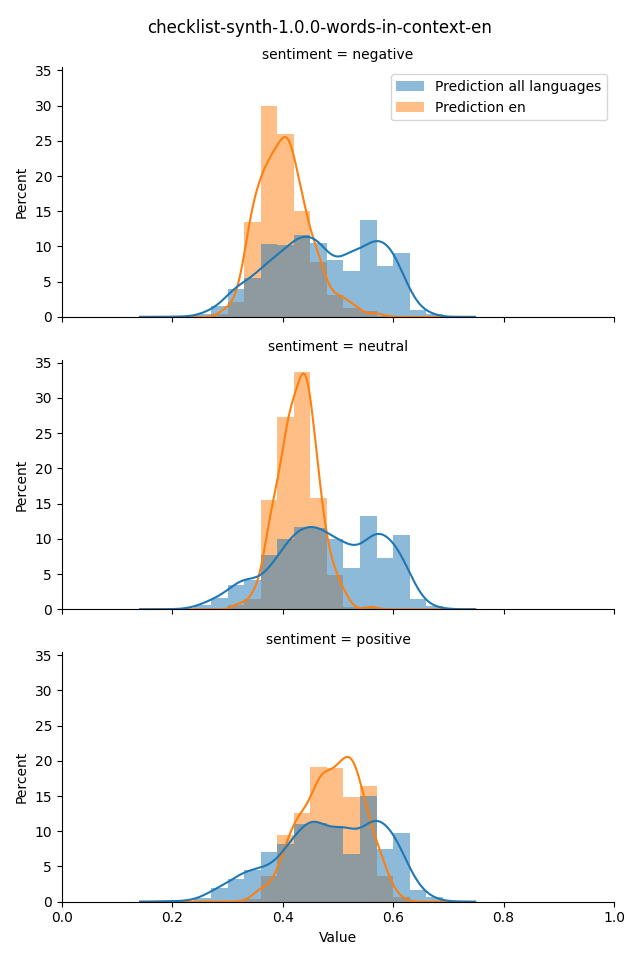 checklist-synth-1.0.0-words-in-context-en
sentiment = negative
Prediction all languages
Prediction en
35
30
25
20
15
10
5
0
Percent
sentiment = neutral
35
30
25
20
15
10
5
0
Percent
sentiment = positive
35
30
25
20
15
10
5
0
Percent
0.0 0.2 0.4 0.6 0.8 1.0
Value